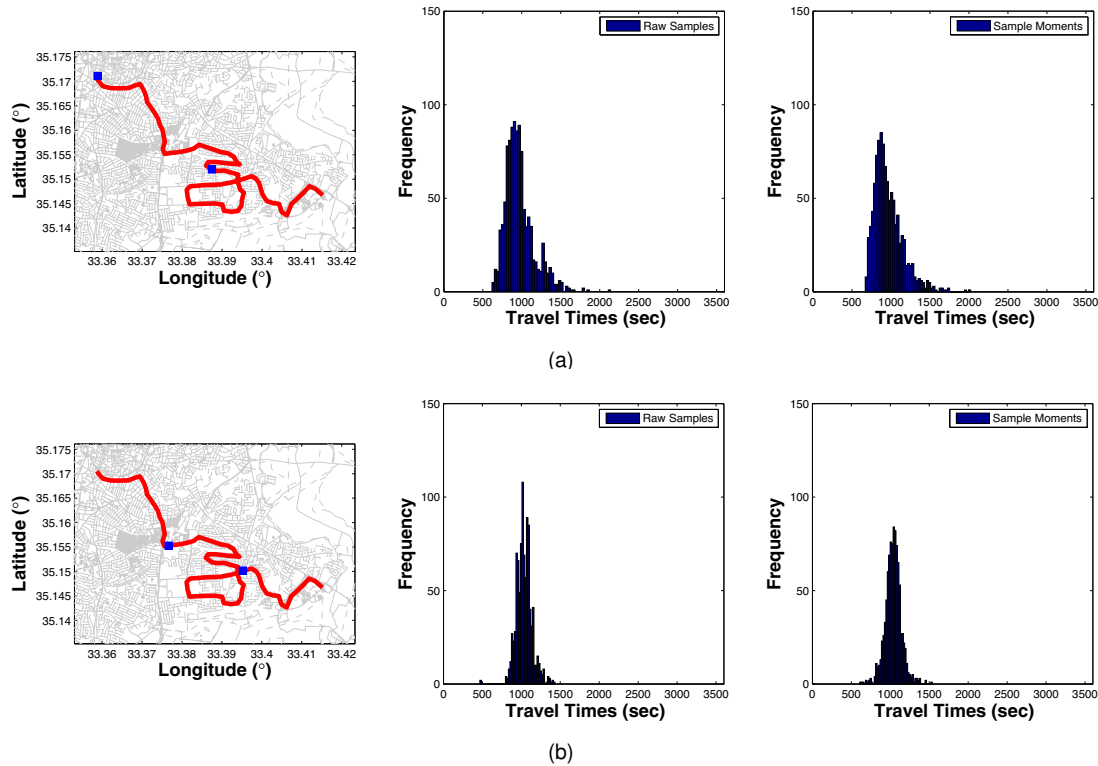 35.175
35.17
35.165
35.16
35.155
35.15
35.145
35.14
Latitude (°)
33.36 33.37 33.38 33.39 33.4 33.41 33.42
Longitude (°)
Raw Samples
150
100
50
0
Frequency
0 500 1000 1500 2000 2500 3000 3500
Travel Times (sec)
Sample Moments
150
100
50
0
Frequency
0 500 1000 1500 2000 2500 3000 3500
Travel Times (sec)
(a)
35.175
35.17
35.165
35.16
35.155
35.15
35.145
35.14
Latitude (°)
33.36 33.37 33.38 33.39 33.4 33.41 33.42
Longitude (°)
Raw Samples
150
100
50
0
Frequency
0 500 1000 1500 2000 2500 3000 3500
Travel Times (sec)
Sample Moments
150
100
50
0
Frequency
0 500 1000 1500 2000 2500 3000 3500
Travel Times (sec)
(b)